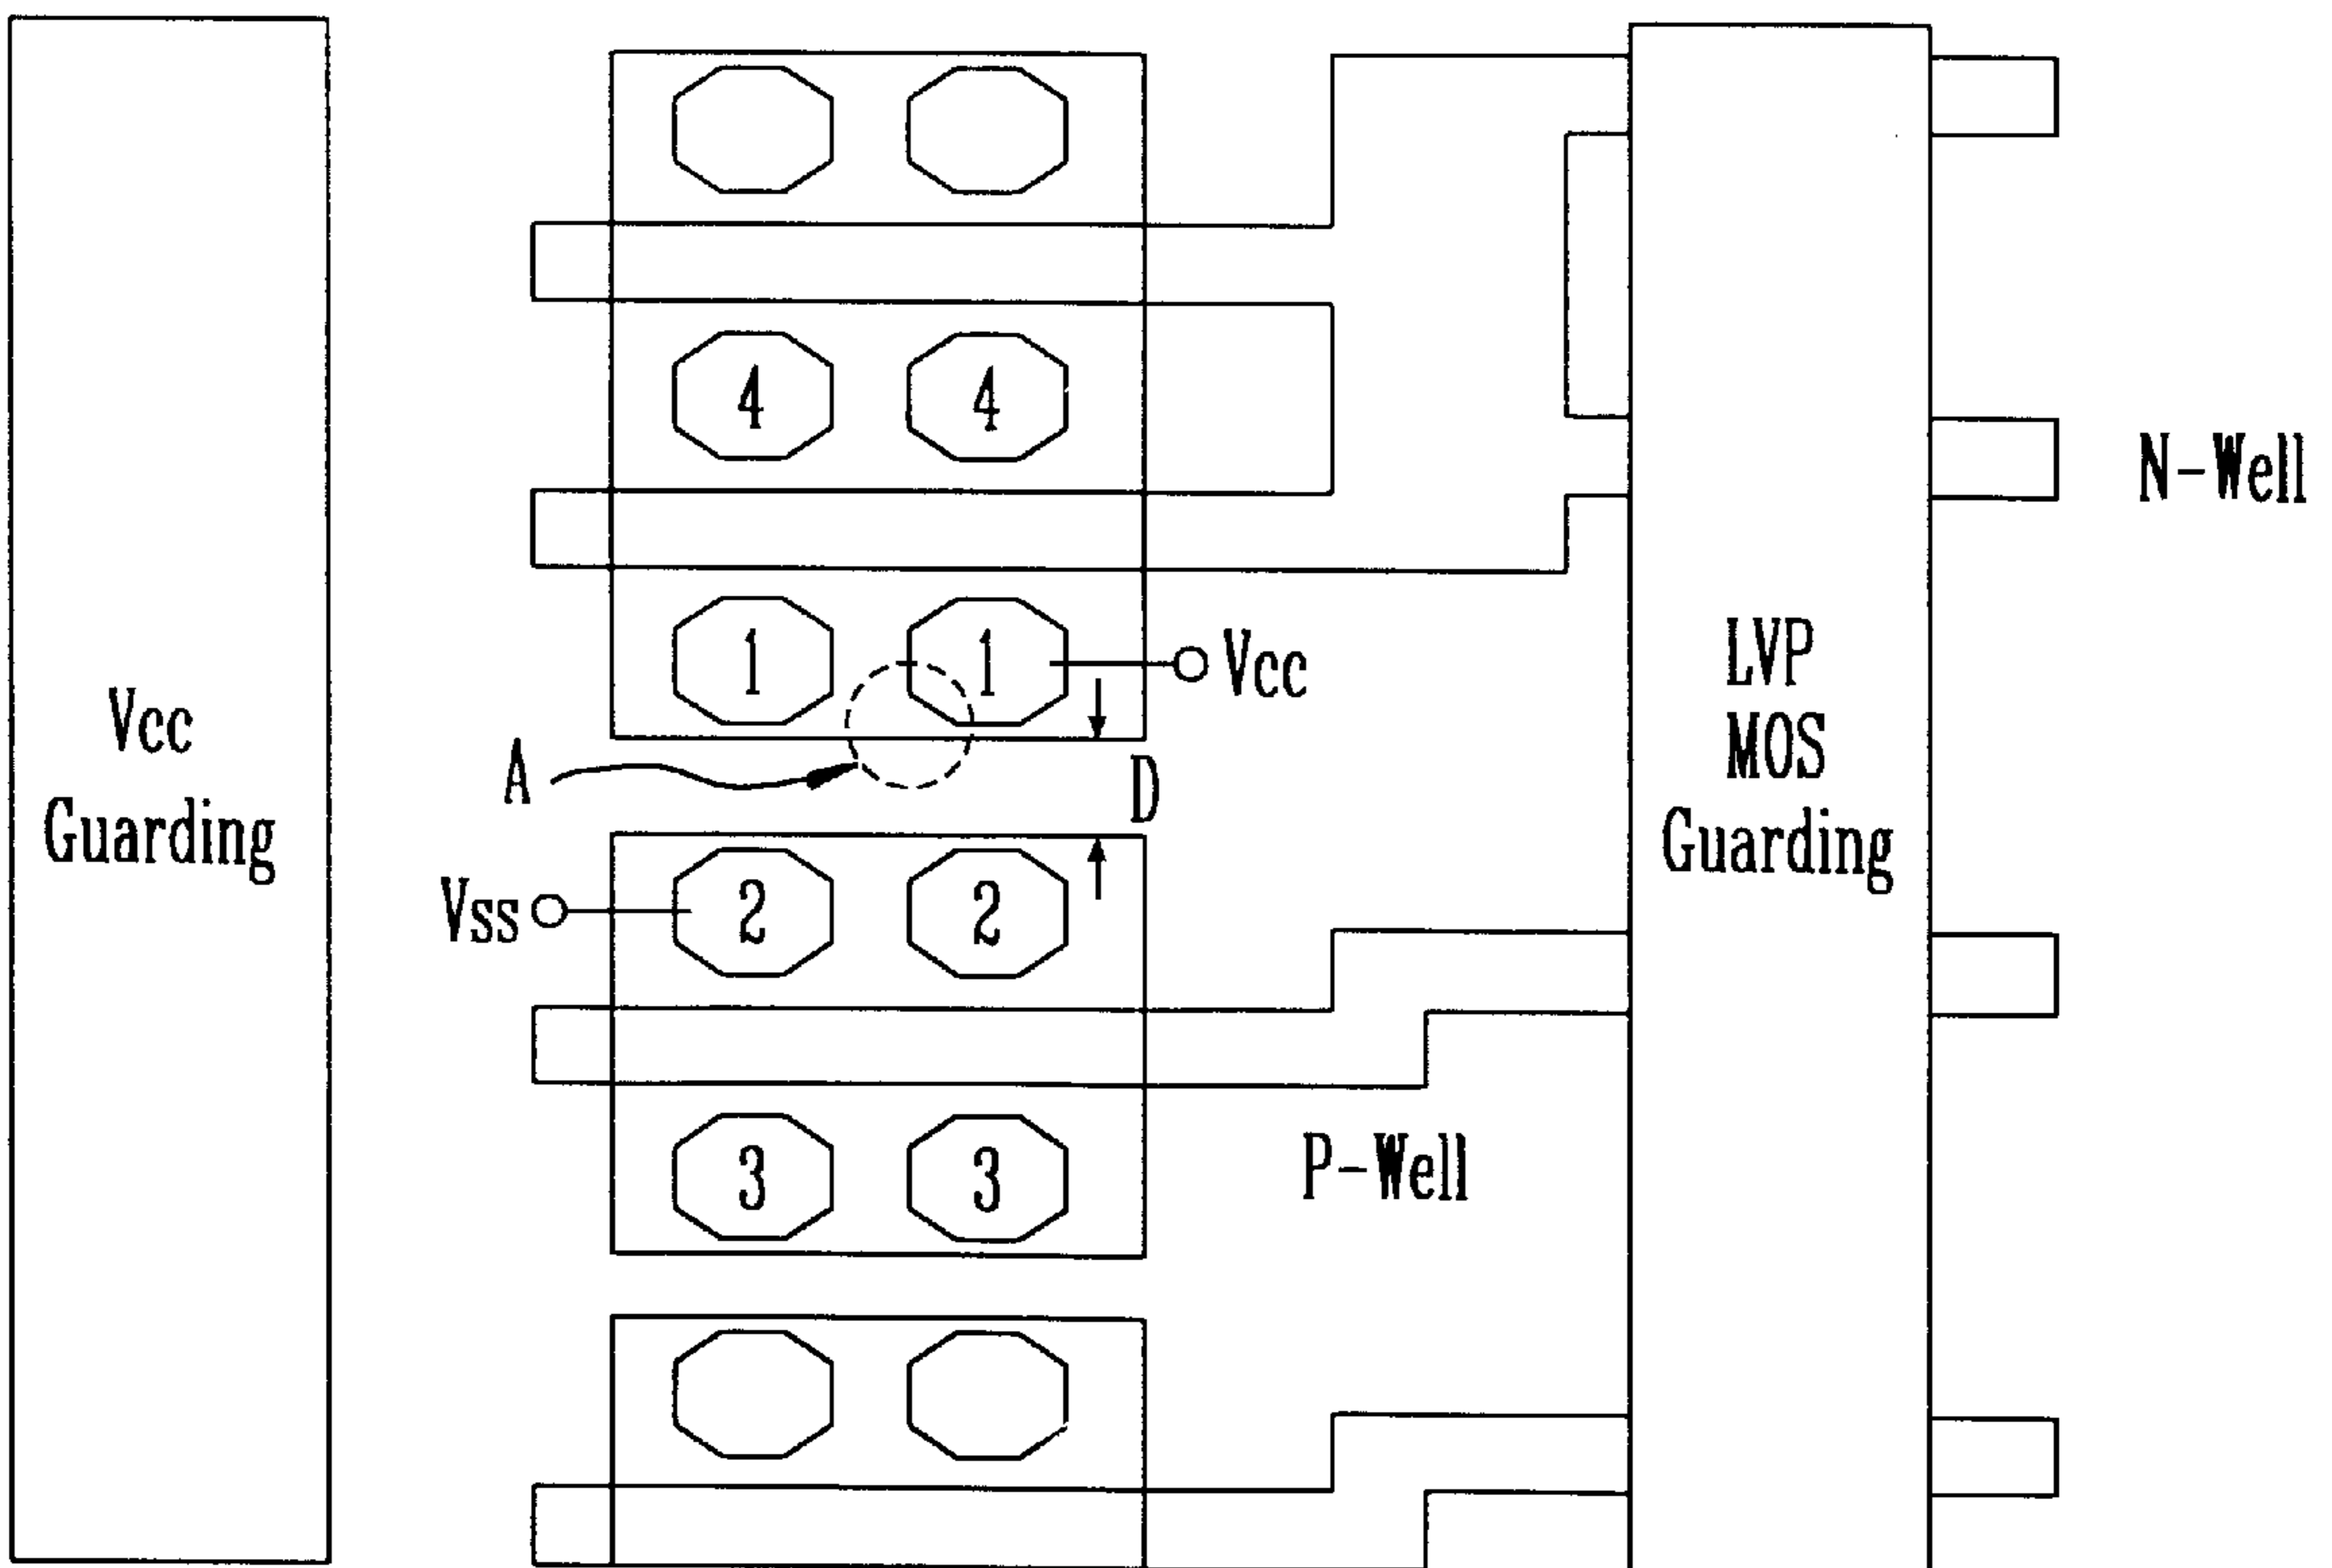 4 4
N-Well
1 1 Vcc
LVP
MOS
Guarding
Vcc
Guarding
A
D
Vss 2 2
3 3
P-Well